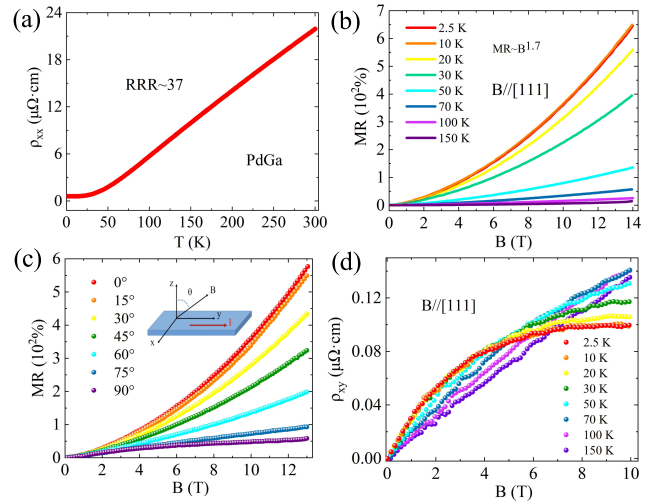 (a)
24
18
12
6
0
ρxx (μΩ·cm)
RRR~37
PdGa
0 50 100 150 200 250 300
T (K)
(b)
7
6
5
4
3
2
1
0
MR (10²%)
2.5 K
10 K
20 K
30 K
50 K
70 K
100 K
150 K
MR~B¹·⁷
B//[111]
0 2 4 6 8 10 12 14
B (T)
(c)
6
5
4
3
2
1
0
MR (10²%)
0°
15°
30°
45°
60°
75°
90°
z
θ
B
y
I
x
0 2 4 6 8 10 12
B (T)
(d)
0.12
0.08
0.04
0.00
ρxy (μΩ·cm)
B//[111]
2.5 K
10 K
20 K
30 K
50 K
70 K
100 K
150 K
0 2 4 6 8 10
B (T)